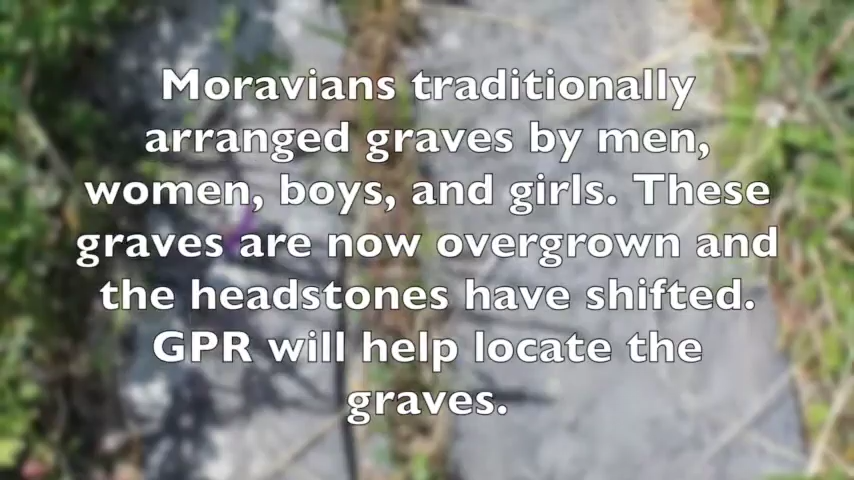 Moravians traditionally
arranged graves by men,
women, boys, and girls. These
graves are now overgrown and
the headstones have shifted.
GPR will help locate the
graves.